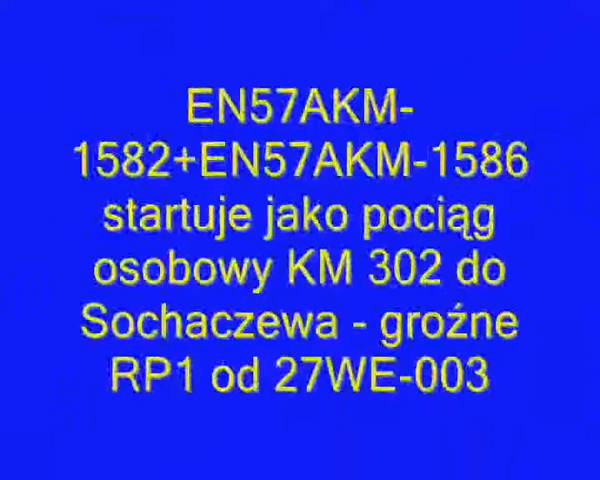 EN57AKM-
1582+EN57AKM-1586
startuje jako pociąg
osobowy KM 302 do
Sochaczewa - groźne
RP1 od 27WE-003